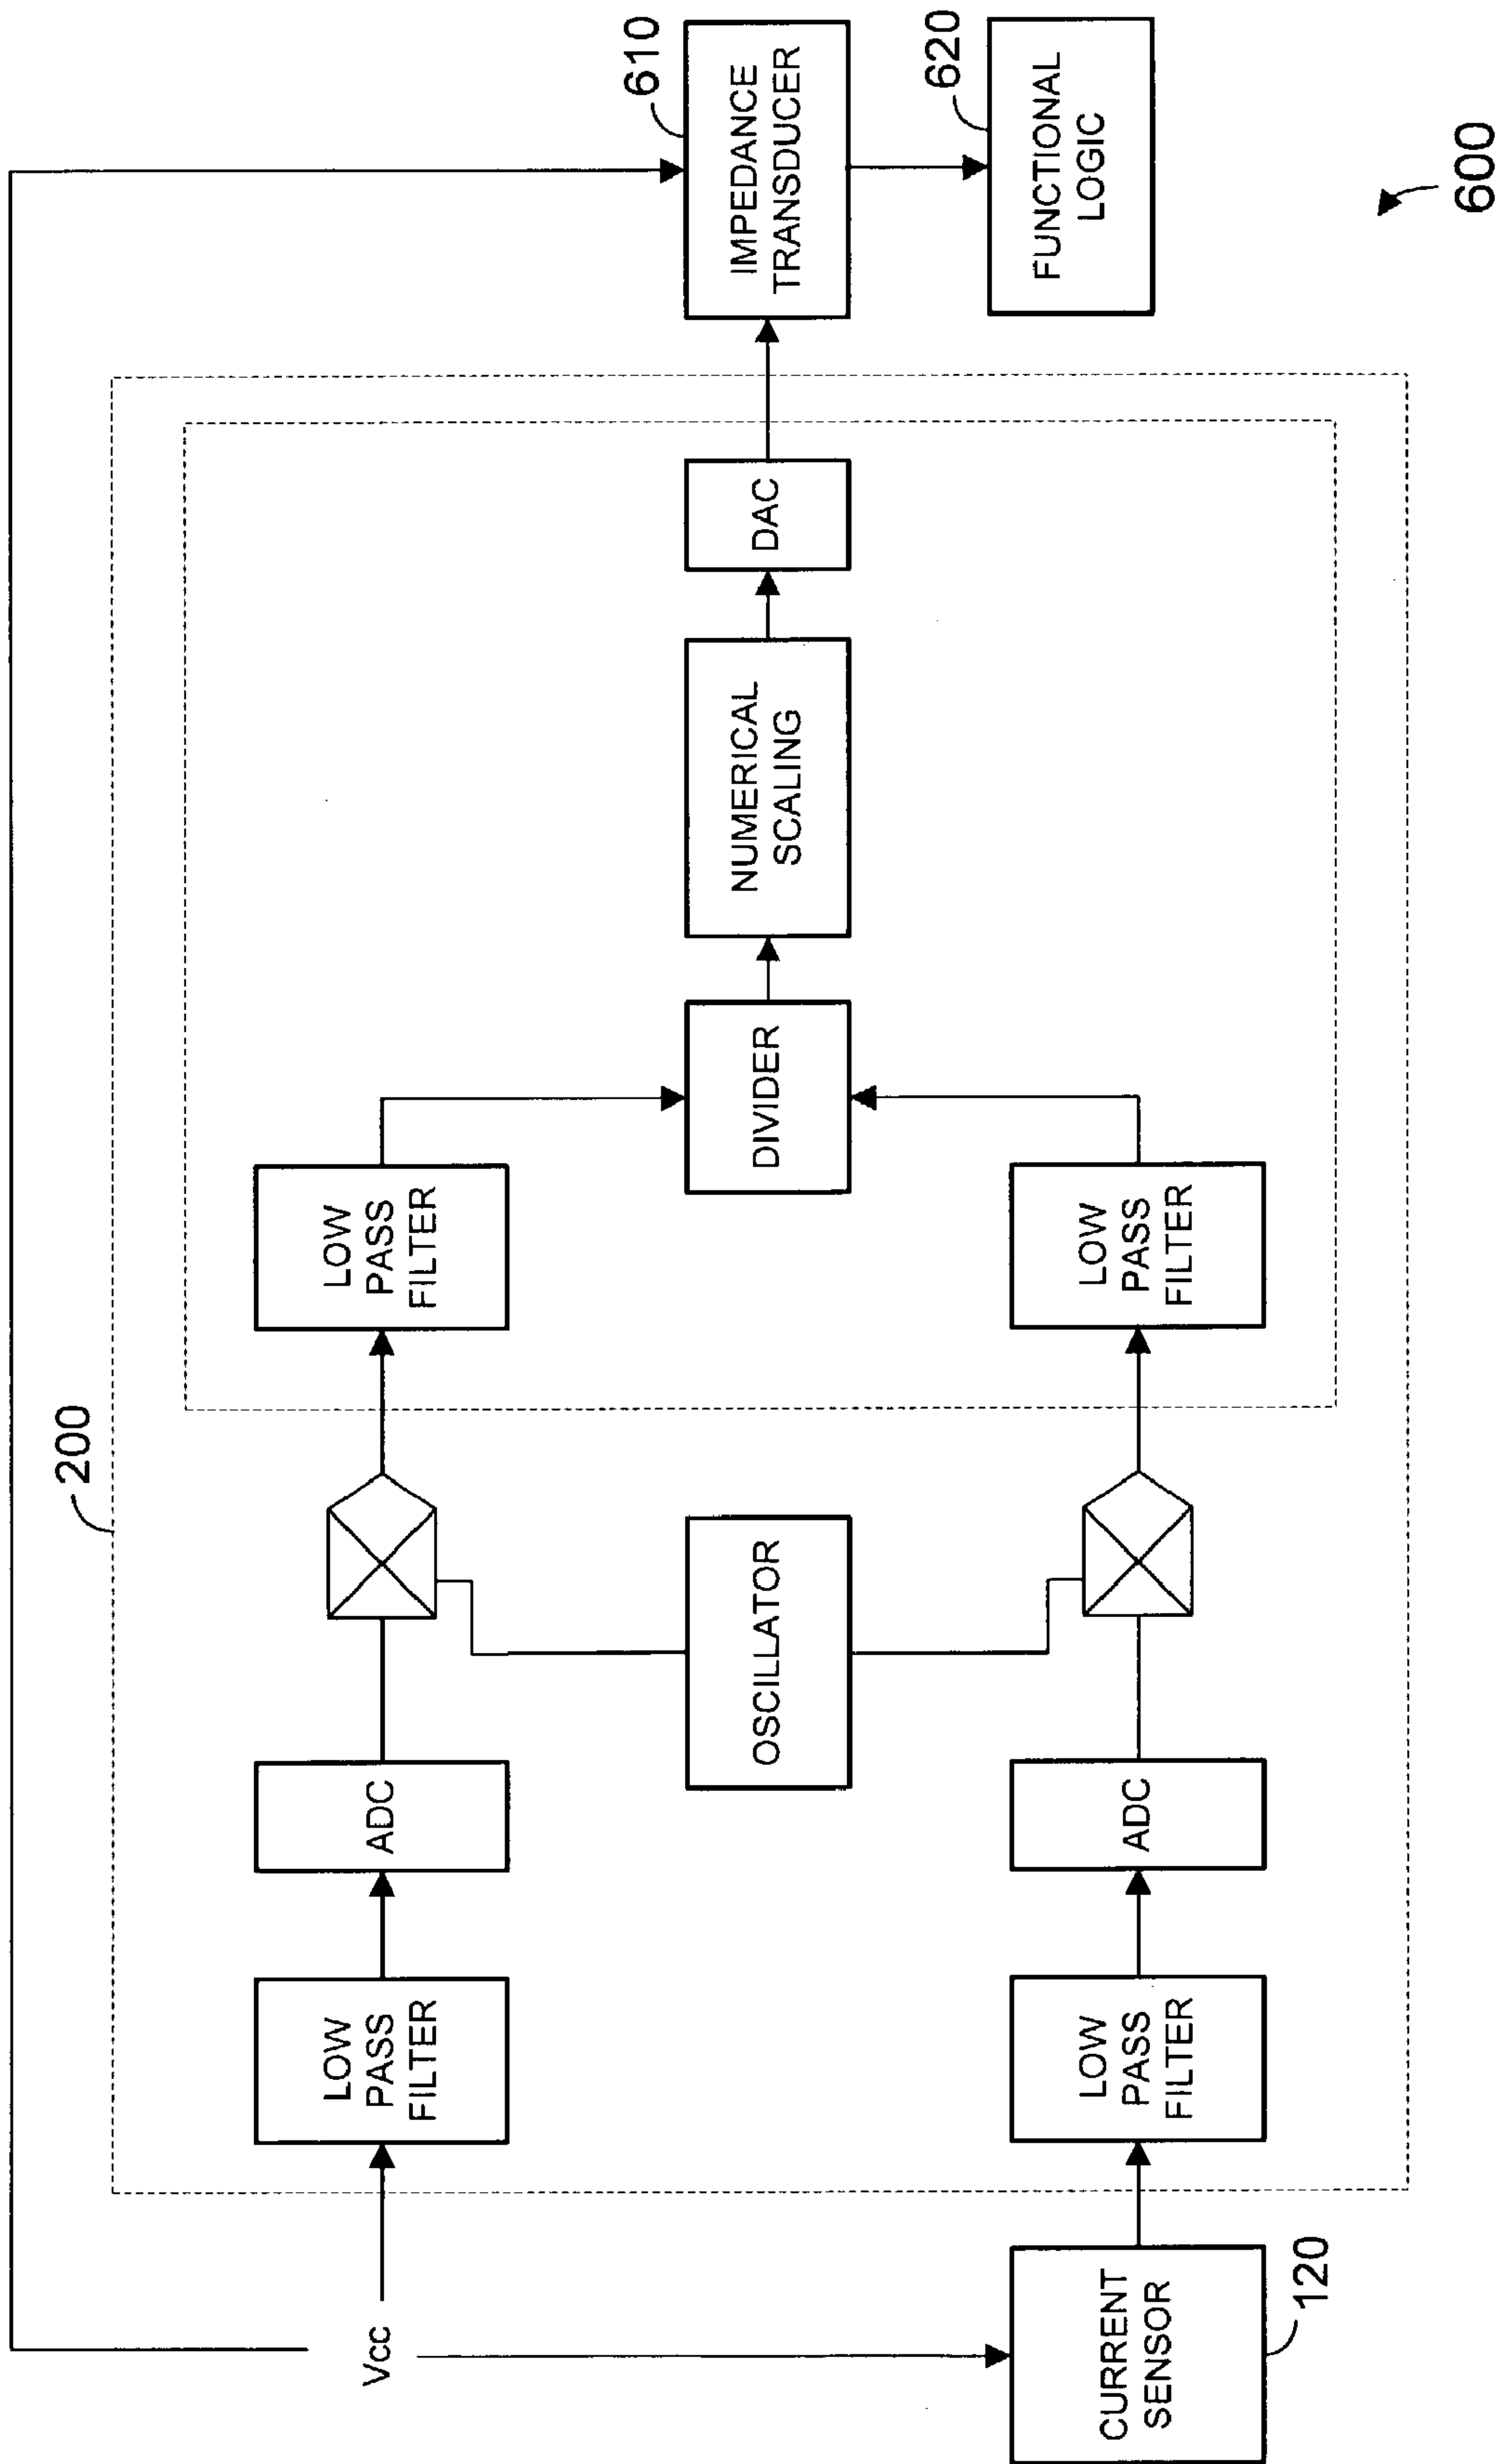 200
Vcc
LOW
PASS
FILTER
ADC
LOW
PASS
FILTER
OSCILLATOR
DIVIDER
NUMERICAL
SCALING
DAC
IMPEDANCE
TRANSDUCER
610
FUNCTIONAL
LOGIC
620
CURRENT
SENSOR
120
LOW
PASS
FILTER
ADC
LOW
PASS
FILTER
600